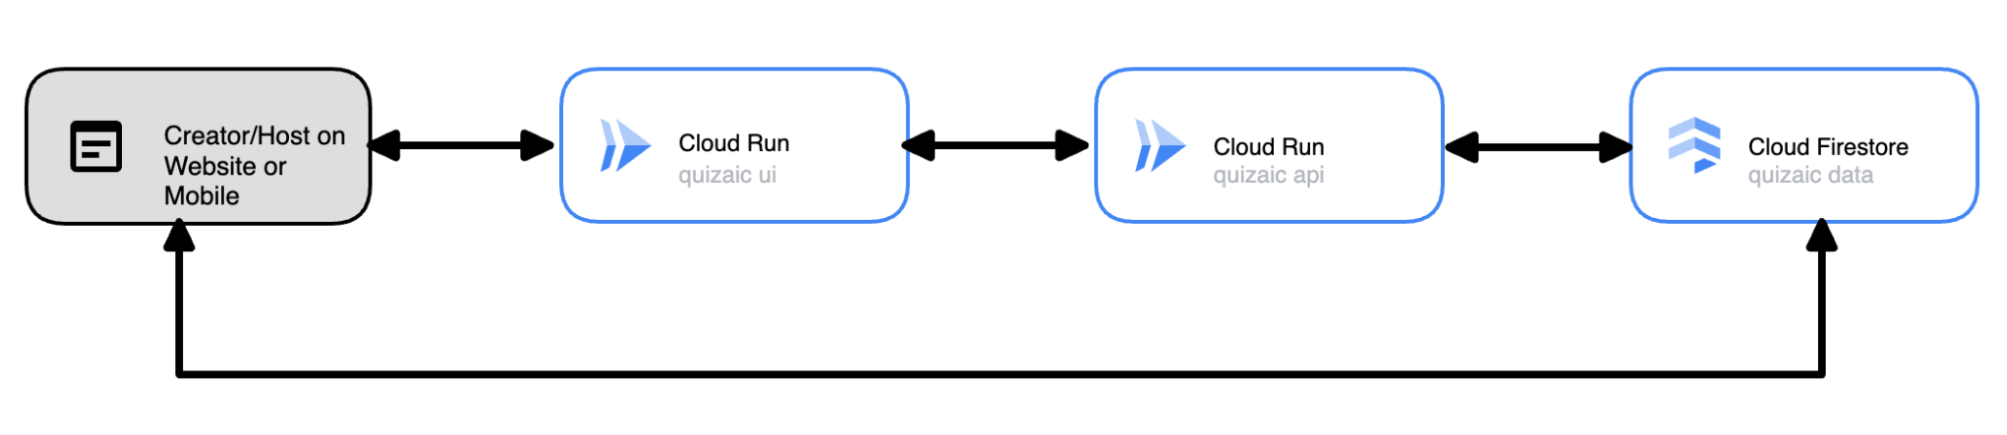 Creator/Host on
Website or
Mobile
Cloud Run
quizaic ui
Cloud Run
quizaic api
Cloud Firestore
quizaic data